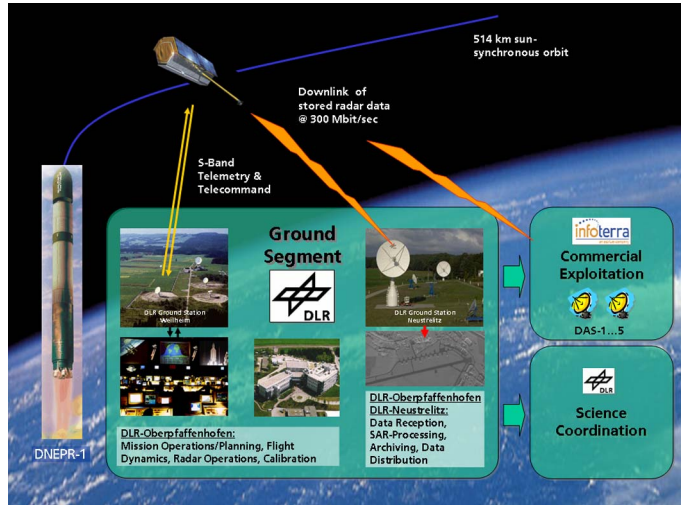 514 km sun-
synchronous orbit
Downlink of
stored radar data
@ 300 Mbit/sec
S-Band
Telemetry &
Telecommand
DNEPR-1
Ground
Segment
DLR
DLR Ground Station
Weilheim
DLR Ground Station
Neustrelitz
DLR-Oberpfaffenhofen:
Mission Operations/Planning, Flight
Dynamics, Radar Operations, Calibration
DLR-Oberpfaffenhofen
DLR-Neustrelitz:
Data Reception,
SAR-Processing,
Archiving, Data
Distribution
infoterra
Commercial
Exploitation
DAS-1...5
DLR
Science
Coordination